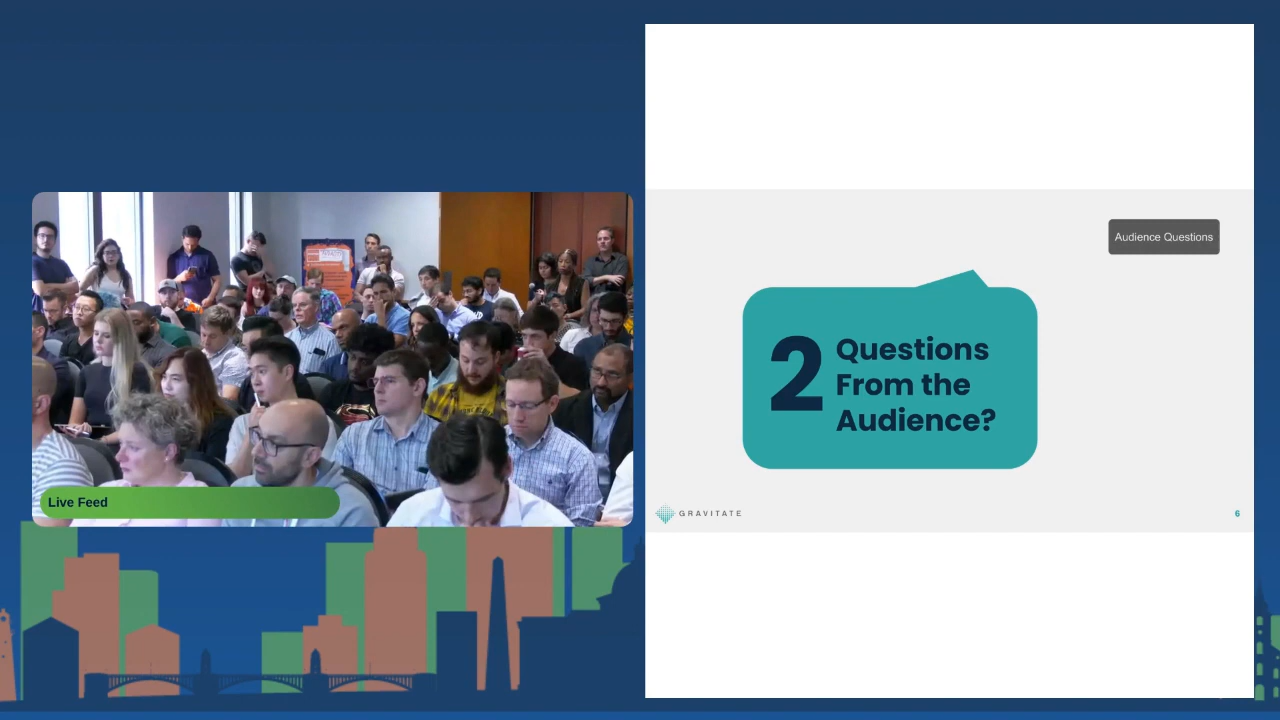 Audience Questions
2 Questions
From the
Audience?
Live Feed
GRAVITATE
6